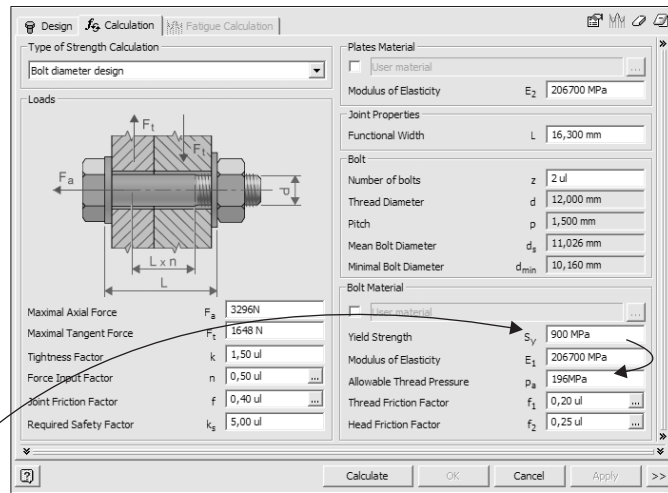 Design
Calculation
Fatigue Calculation
Type of Strength Calculation
Bolt diameter design
Loads
Ft
Ft
Fa
d
L x n
L
Maximal Axial Force Fa 3296N
Maximal Tangent Force Ft 1648 N
Tightness Factor k 1,50 ul
Force Input Factor n 0,50 ul ...
Joint Friction Factor f 0,40 ul ...
Required Safety Factor ks 5,00 ul
Plates Material
User material ...
Modulus of Elasticity E2 206700 MPa
Joint Properties
Functional Width L 16,300 mm
Bolt
Number of bolts z 2 ul
Thread Diameter d 12,000 mm
Pitch p 1,500 mm
Mean Bolt Diameter ds 11,026 mm
Minimal Bolt Diameter dmin 10,160 mm
Bolt Material
User material ...
Yield Strength Sy 900 MPa
Modulus of Elasticity E1 206700 MPa
Allowable Thread Pressure pa 196MPa
Thread Friction Factor f1 0,20 ul ...
Head Friction Factor f2 0,25 ul ...
Calculate OK Cancel Apply >>